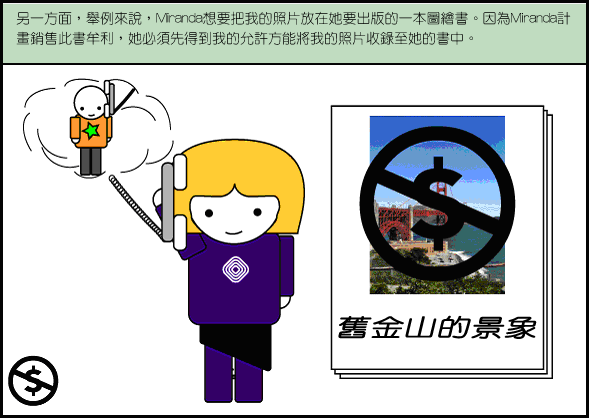 另一方面，舉例來說，Miranda想要把我的照片放在她要出版的一本圖繪書。因為Miranda計
畫銷售此書牟利，她必須先得到我的允許方能將我的照片收錄至她的書中。
$
舊金山的景象
$